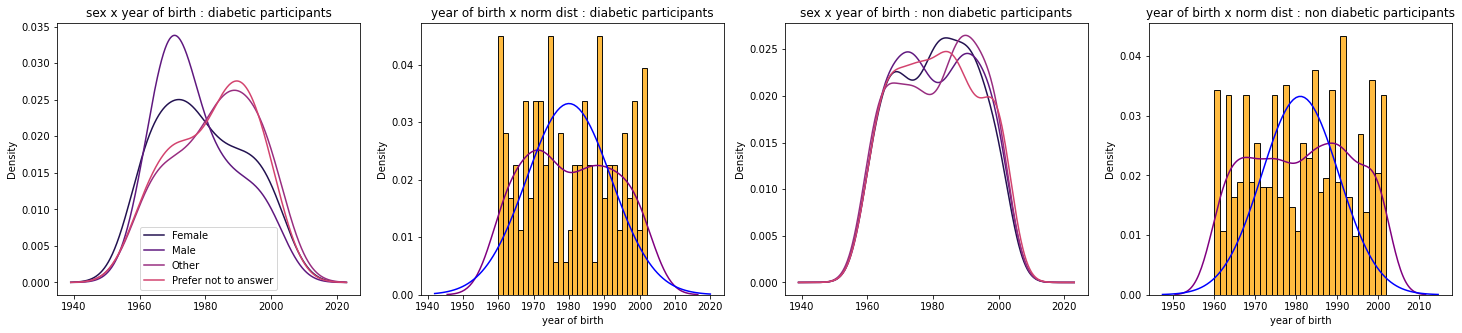 sex x year of birth : diabetic participants
Density
0.035
0.030
0.025
0.020
0.015
0.010
0.005
0.000
1940 1960 1980 2000 2020
Female
Male
Other
Prefer not to answer
year of birth x norm dist : diabetic participants
Density
0.04
0.03
0.02
0.01
0.00
1940 1950 1960 1970 1980 1990 2000 2010 2020
year of birth
sex x year of birth : non diabetic participants
Density
0.025
0.020
0.015
0.010
0.005
0.000
1940 1960 1980 2000 2020
year of birth x norm dist : non diabetic participants
Density
0.04
0.03
0.02
0.01
0.00
1950 1960 1970 1980 1990 2000 2010
year of birth